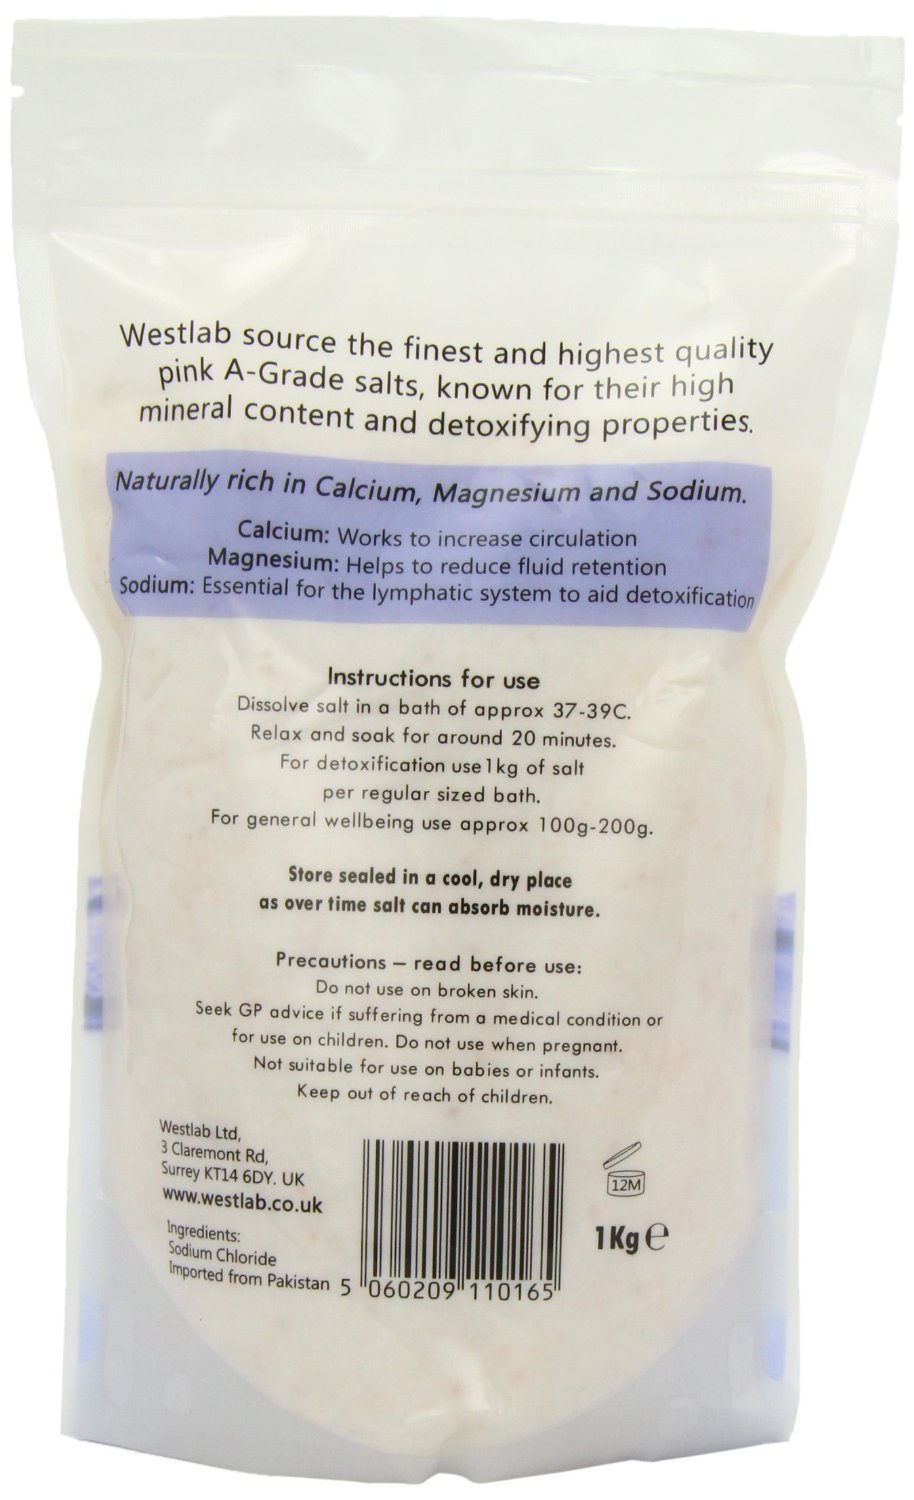 Westlab source the finest and highest quality
pink A-Grade salts, known for their high
mineral content and detoxifying properties.
Naturally rich in Calcium, Magnesium and Sodium.
Calcium: Works to increase circulation
Magnesium: Helps to reduce fluid retention
Sodium: Essential for the lymphatic system to aid detoxification
Instructions for use
Dissolve salt in a bath of approx 37-39C.
Relax and soak for around 20 minutes.
For detoxification use 1kg of salt
per regular sized bath.
For general wellbeing use approx 100g-200g.
Store sealed in a cool, dry place
as over time salt can absorb moisture.
Precautions – read before use:
Do not use on broken skin.
Seek GP advice if suffering from a medical condition or
for use on children. Do not use when pregnant.
Not suitable for use on babies or infants.
Keep out of reach of children.
Westlab Ltd,
3 Claremont Rd,
Surrey KT14 6DY. UK
www.westlab.co.uk
Ingredients:
Sodium Chloride
Imported from Pakistan
5 060209 110165
12M
1Kg ℮